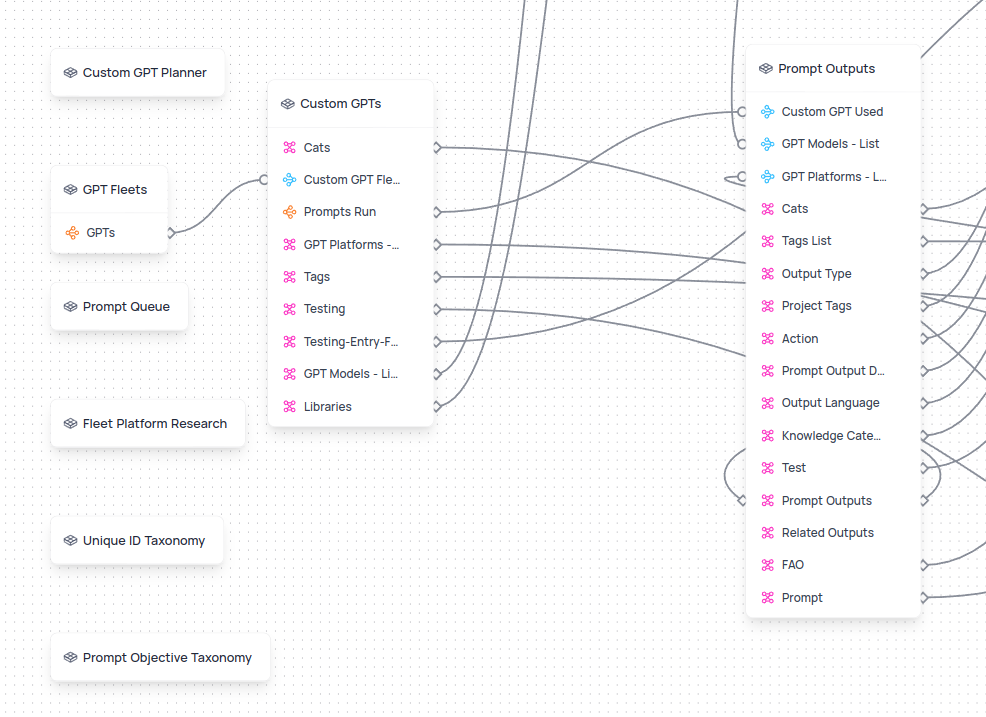 Custom GPT Planner
GPT Fleets
GPTs
Prompt Queue
Fleet Platform Research
Unique ID Taxonomy
Prompt Objective Taxonomy
Custom GPTs
Cats
Custom GPT Fle...
Prompts Run
GPT Platforms -...
Tags
Testing
Testing-Entry-F...
GPT Models - Li...
Libraries
Prompt Outputs
Custom GPT Used
GPT Models - List
GPT Platforms - L...
Cats
Tags List
Output Type
Project Tags
Action
Prompt Output D...
Output Language
Knowledge Cate...
Test
Prompt Outputs
Related Outputs
FAO
Prompt